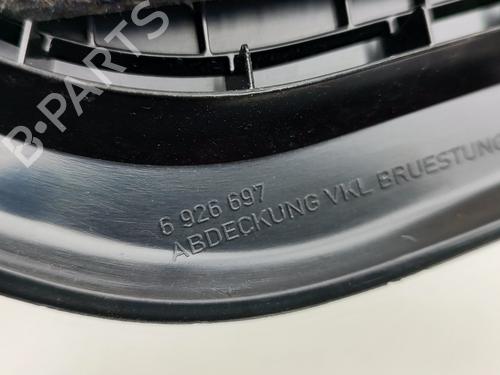 B-PARTS
6 926 697
ABDECKUNG VKL BRUESTUNG